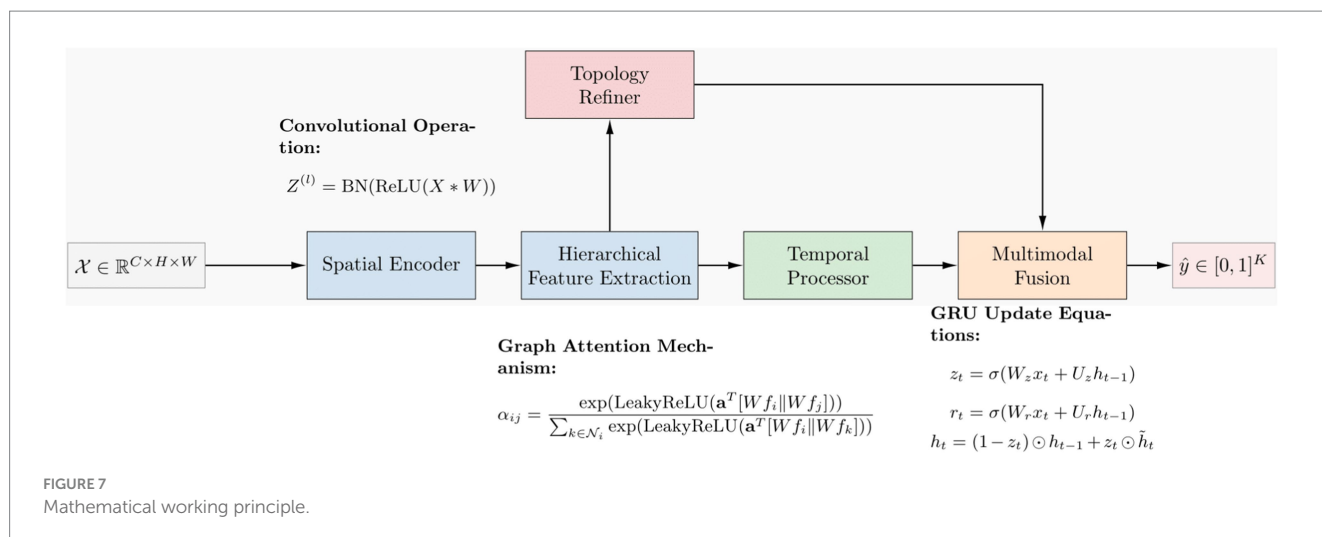 Topology
Refiner
Convolutional Opera-
tion:
Z^{(l)} = BN(ReLU(X ∗ W))
𝒳 ∈ ℝ^{C×H×W}
Spatial Encoder
Hierarchical
Feature Extraction
Temporal
Processor
Multimodal
Fusion
ŷ ∈ [0, 1]^K
Graph Attention Mech-
anism:
α_{ij} = exp(LeakyReLU(𝐚^T[Wf_i‖Wf_j])) / ∑_{k∈𝒩_i} exp(LeakyReLU(𝐚^T[Wf_i‖Wf_k]))
GRU Update Equa-
tions:
z_t = σ(W_z x_t + U_z h_{t−1})
r_t = σ(W_r x_t + U_r h_{t−1})
h_t = (1 − z_t) ⊙ h_{t−1} + z_t ⊙ h̃_t
FIGURE 7
Mathematical working principle.